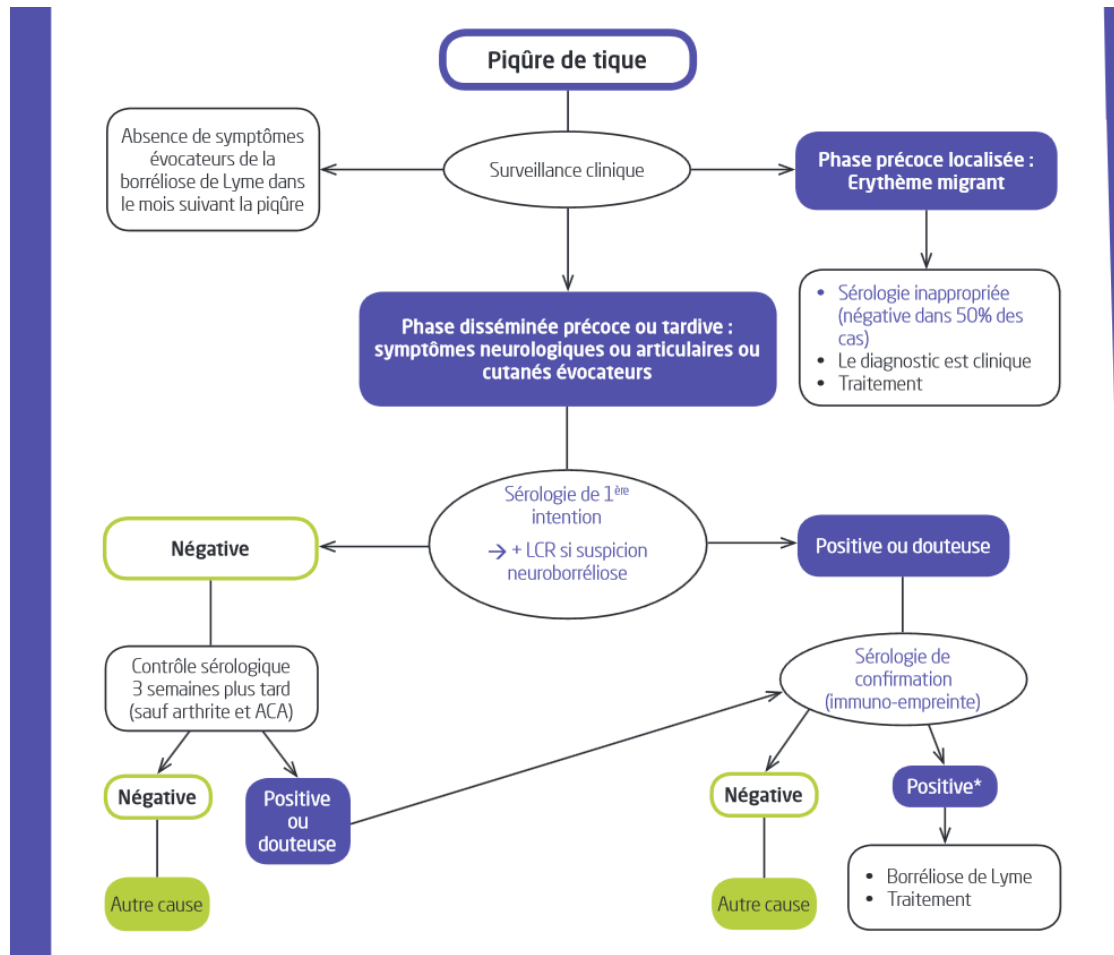 Piqûre de tique
Absence de symptômes
évocateurs de la
borréliose de Lyme dans
le mois suivant la piqûre
Surveillance clinique
Phase précoce localisée :
Erythème migrant
• Sérologie inappropriée
(négative dans 50% des
cas)
• Le diagnostic est clinique
• Traitement
Phase disséminée précoce ou tardive :
symptômes neurologiques ou articulaires ou
cutanés évocateurs
Sérologie de 1ère
intention
→ + LCR si suspicion
neuroborréliose
Négative
Positive ou douteuse
Contrôle sérologique
3 semaines plus tard
(sauf arthrite et ACA)
Sérologie de
confirmation
(immuno-empreinte)
Négative
Positive
ou
douteuse
Négative
Positive*
Autre cause
Autre cause
• Borréliose de Lyme
• Traitement